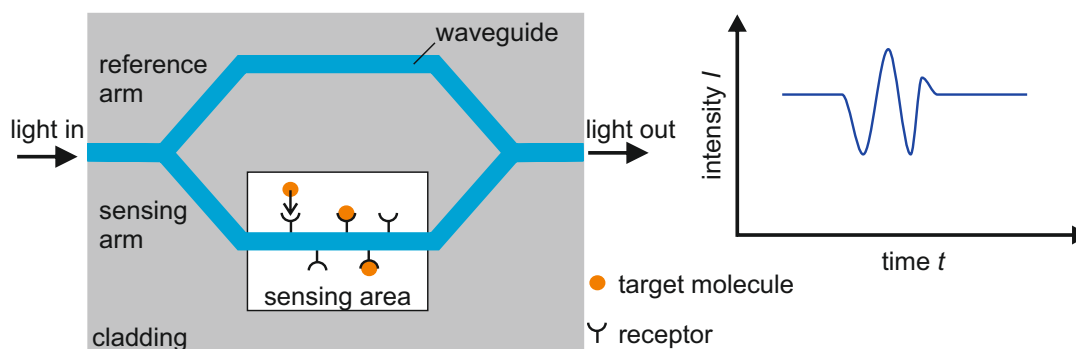 waveguide
reference
arm
light in
light out
sensing
arm
sensing area
cladding
target molecule
receptor
intensity I
time t